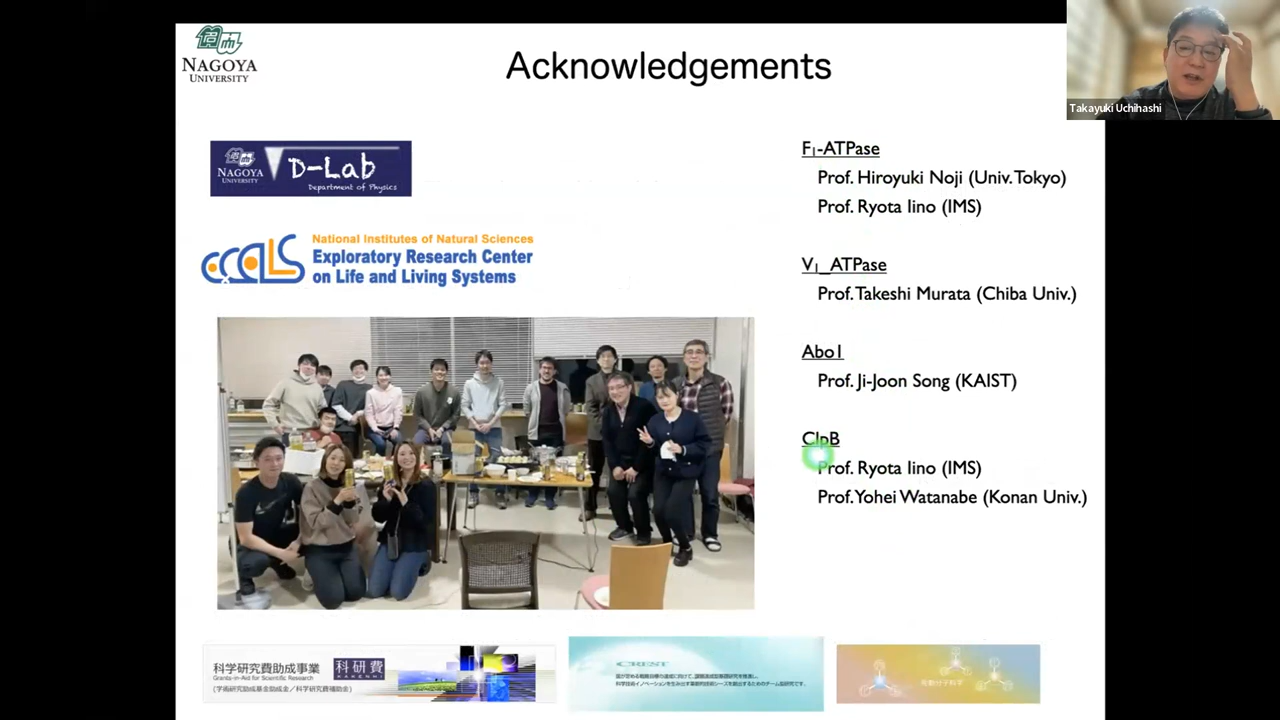 NAGOYA
UNIVERSITY
Acknowledgements
Takayuki Uchihashi
NAGOYA
UNIVERSITY
D-Lab
Department of Physics
National Institutes of Natural Sciences
Exploratory Research Center
on Life and Living Systems
F₁-ATPase
Prof. Hiroyuki Noji (Univ. Tokyo)
Prof. Ryota Iino (IMS)
V₁_ATPase
Prof. Takeshi Murata (Chiba Univ.)
Abo1
Prof. Ji-Joon Song (KAIST)
ClpB
Prof. Ryota Iino (IMS)
Prof. Yohei Watanabe (Konan Univ.)
科学研究費助成事業
Grants-in-Aid for Scientific Research
(学術研究助成基金助成金／科学研究費補助金)
科研費
KAKENHI
CREST